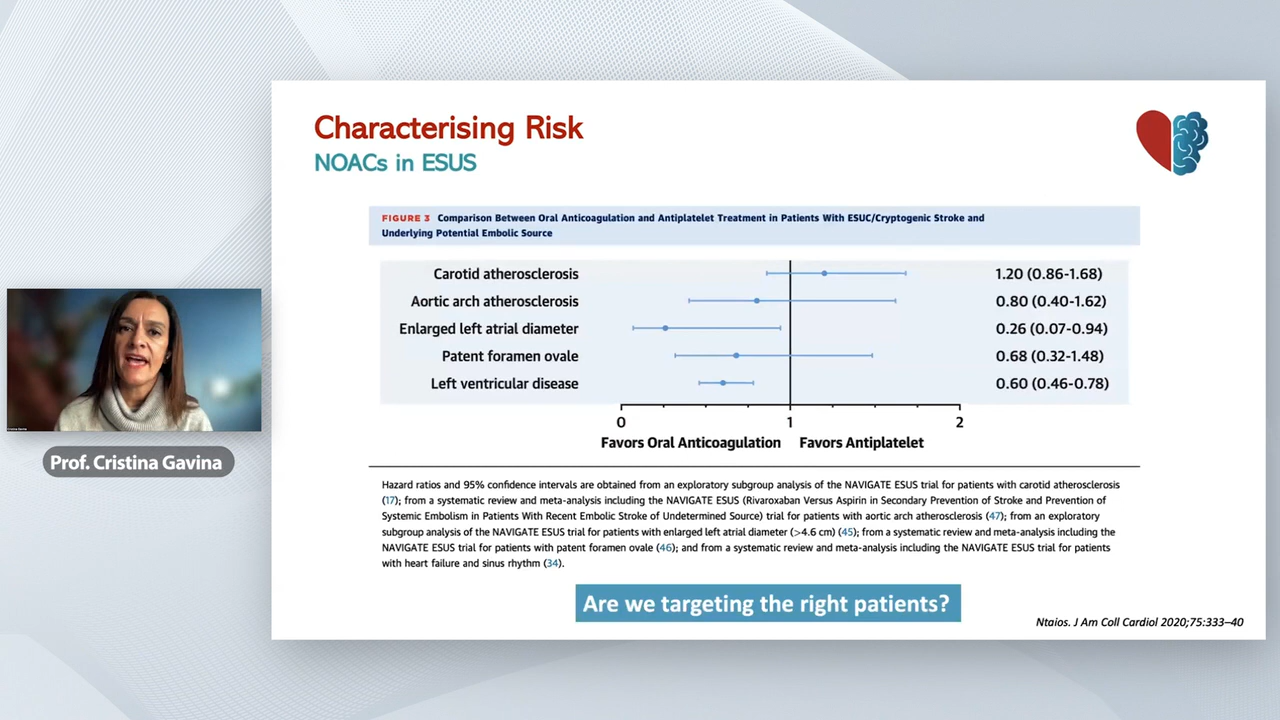 Characterising Risk
NOACs in ESUS
FIGURE 3 Comparison Between Oral Anticoagulation and Antiplatelet Treatment in Patients With ESUC/Cryptogenic Stroke and
Underlying Potential Embolic Source
Carotid atherosclerosis 1.20 (0.86-1.68)
Aortic arch atherosclerosis 0.80 (0.40-1.62)
Enlarged left atrial diameter 0.26 (0.07-0.94)
Patent foramen ovale 0.68 (0.32-1.48)
Left ventricular disease 0.60 (0.46-0.78)
0 1 2
Favors Oral Anticoagulation Favors Antiplatelet
Hazard ratios and 95% confidence intervals are obtained from an exploratory subgroup analysis of the NAVIGATE ESUS trial for patients with carotid atherosclerosis
(17); from a systematic review and meta-analysis including the NAVIGATE ESUS (Rivaroxaban Versus Aspirin in Secondary Prevention of Stroke and Prevention of
Systemic Embolism in Patients With Recent Embolic Stroke of Undetermined Source) trial for patients with aortic arch atherosclerosis (47); from an exploratory
subgroup analysis of the NAVIGATE ESUS trial for patients with enlarged left atrial diameter (>4.6 cm) (45); from a systematic review and meta-analysis including the
NAVIGATE ESUS trial for patients with patent foramen ovale (46); and from a systematic review and meta-analysis including the NAVIGATE ESUS trial for patients
with heart failure and sinus rhythm (34).
Are we targeting the right patients?
Ntaios. J Am Coll Cardiol 2020;75:333–40
Prof. Cristina Gavina